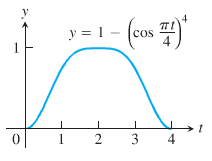 y
y = 1 − (cos πt/4)^4
1
t
0 1 2 3 4